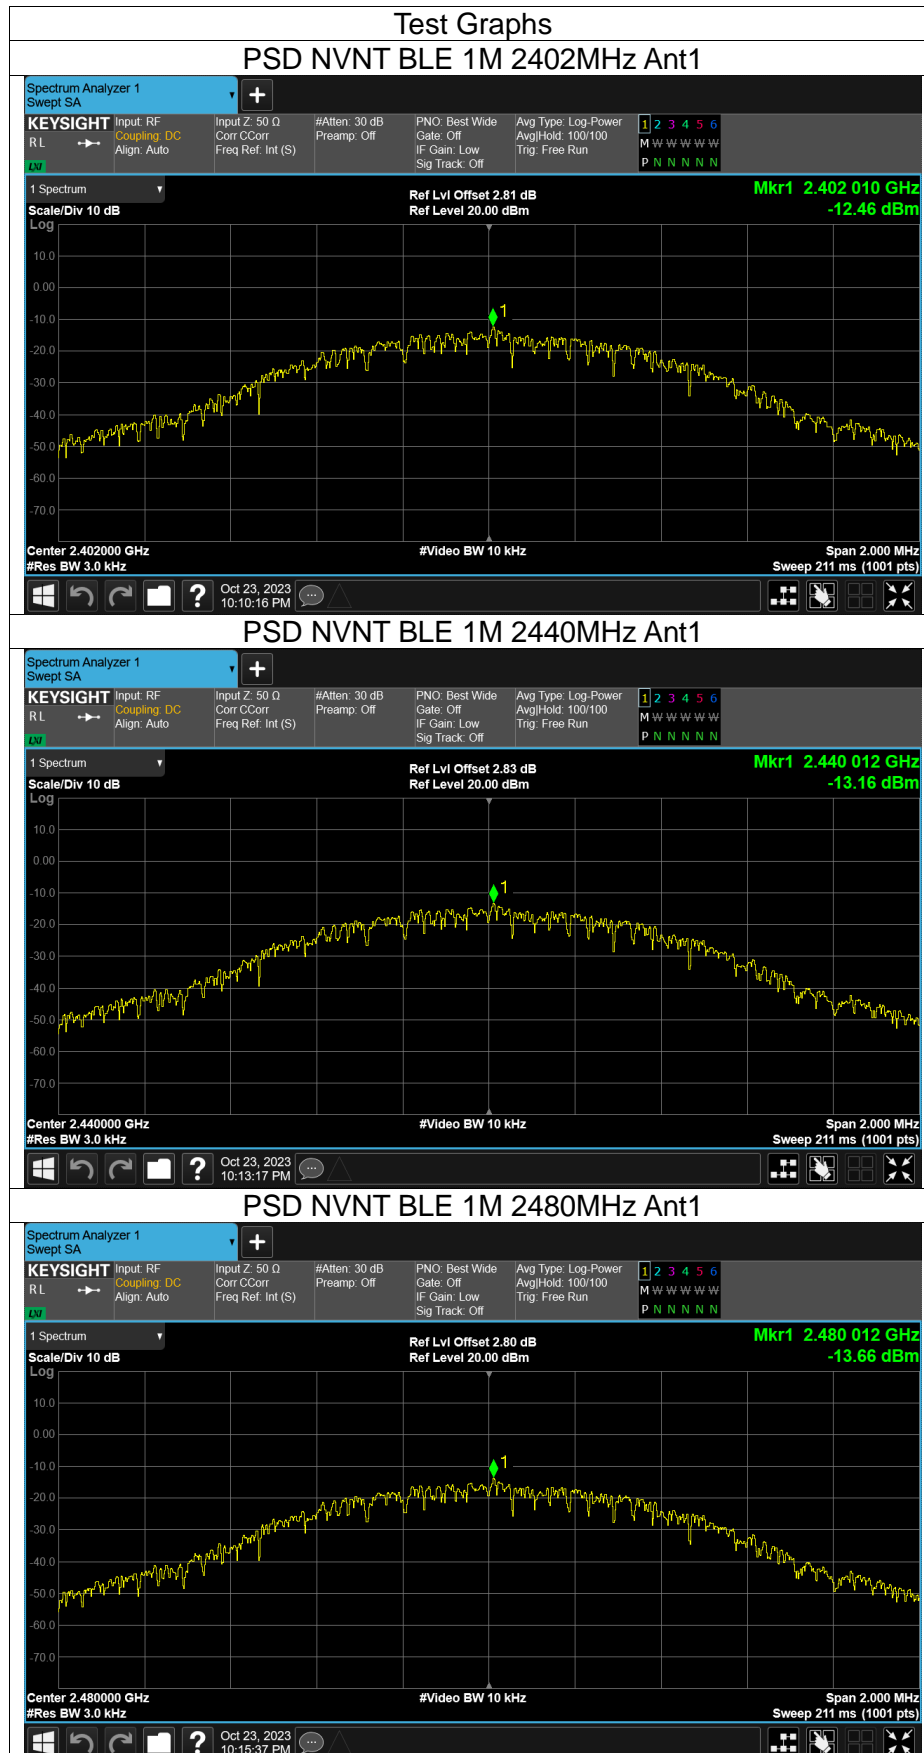 Test Graphs
PSD NVNT BLE 1M 2402MHz Ant1
Spectrum Analyzer 1
Swept SA
KEYSIGHT Input: RF Input Z: 50 Ω #Atten: 30 dB PNO: Best Wide Avg Type: Log-Power 1 2 3 4 5 6
RL Coupling: DC Corr CCorr Preamp: Off Gate: Off Avg|Hold: 100/100 M W W W W W
Align: Auto Freq Ref: Int (S) IF Gain: Low Trig: Free Run
LXI Sig Track: Off P N N N N N
1 Spectrum Ref Lvl Offset 2.81 dB Mkr1 2.402 010 GHz
Scale/Div 10 dB Ref Level 20.00 dBm -12.46 dBm
Log
10.0
0.00
1
-10.0
-20.0
-30.0
-40.0
-50.0
-60.0
-70.0
Center 2.402000 GHz #Video BW 10 kHz Span 2.000 MHz
#Res BW 3.0 kHz Sweep 211 ms (1001 pts)
? Oct 23, 2023
10:10:16 PM
PSD NVNT BLE 1M 2440MHz Ant1
Spectrum Analyzer 1
Swept SA
KEYSIGHT Input: RF Input Z: 50 Ω #Atten: 30 dB PNO: Best Wide Avg Type: Log-Power 1 2 3 4 5 6
RL Coupling: DC Corr CCorr Preamp: Off Gate: Off Avg|Hold: 100/100 M W W W W W
Align: Auto Freq Ref: Int (S) IF Gain: Low Trig: Free Run
LXI Sig Track: Off P N N N N N
1 Spectrum Ref Lvl Offset 2.83 dB Mkr1 2.440 012 GHz
Scale/Div 10 dB Ref Level 20.00 dBm -13.16 dBm
Log
10.0
0.00
1
-10.0
-20.0
-30.0
-40.0
-50.0
-60.0
-70.0
Center 2.440000 GHz #Video BW 10 kHz Span 2.000 MHz
#Res BW 3.0 kHz Sweep 211 ms (1001 pts)
? Oct 23, 2023
10:13:17 PM
PSD NVNT BLE 1M 2480MHz Ant1
Spectrum Analyzer 1
Swept SA
KEYSIGHT Input: RF Input Z: 50 Ω #Atten: 30 dB PNO: Best Wide Avg Type: Log-Power 1 2 3 4 5 6
RL Coupling: DC Corr CCorr Preamp: Off Gate: Off Avg|Hold: 100/100 M W W W W W
Align: Auto Freq Ref: Int (S) IF Gain: Low Trig: Free Run
LXI Sig Track: Off P N N N N N
1 Spectrum Ref Lvl Offset 2.80 dB Mkr1 2.480 012 GHz
Scale/Div 10 dB Ref Level 20.00 dBm -13.66 dBm
Log
10.0
0.00
1
-10.0
-20.0
-30.0
-40.0
-50.0
-60.0
-70.0
Center 2.480000 GHz #Video BW 10 kHz Span 2.000 MHz
#Res BW 3.0 kHz Sweep 211 ms (1001 pts)
? Oct 23, 2023
10:15:37 PM